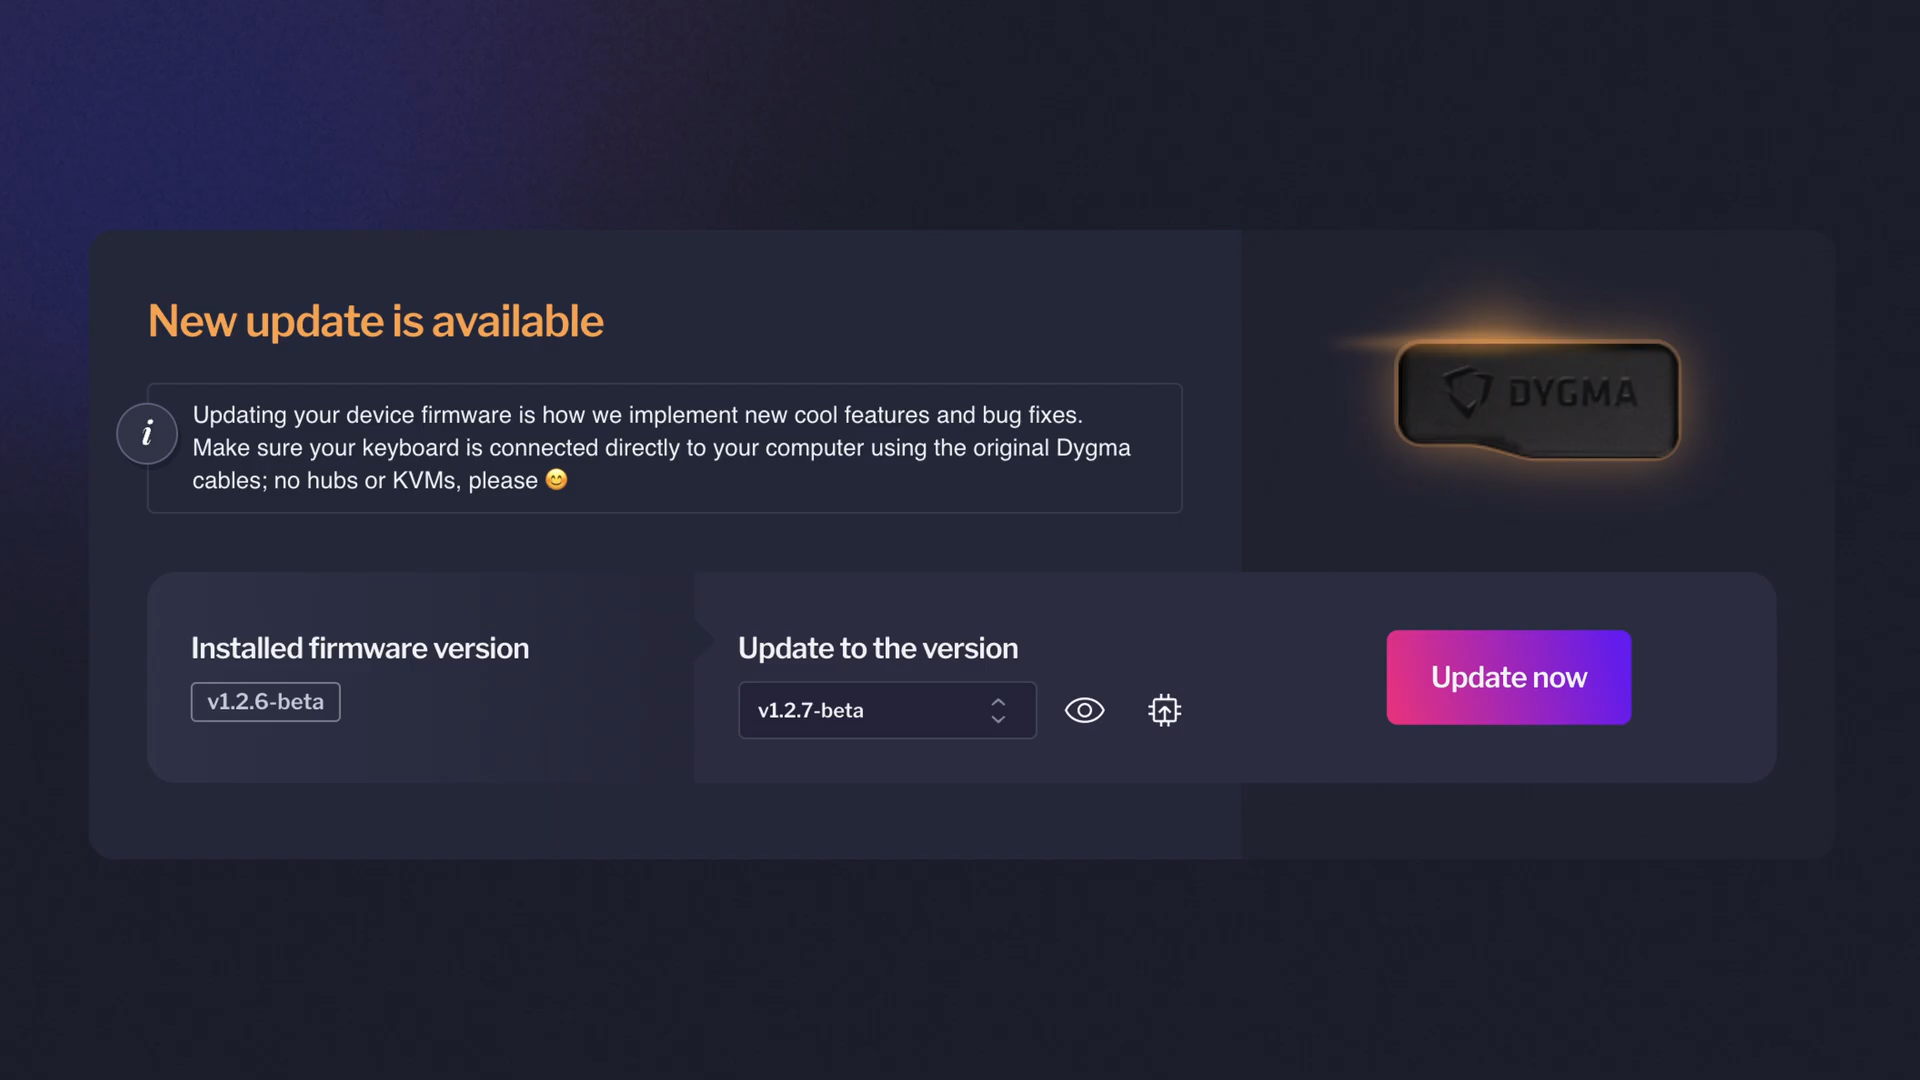 New update is available
DYGMA
i
Updating your device firmware is how we implement new cool features and bug fixes.
Make sure your keyboard is connected directly to your computer using the original Dygma
cables; no hubs or KVMs, please 😊
Installed firmware version
v1.2.6-beta
Update to the version
v1.2.7-beta
Update now